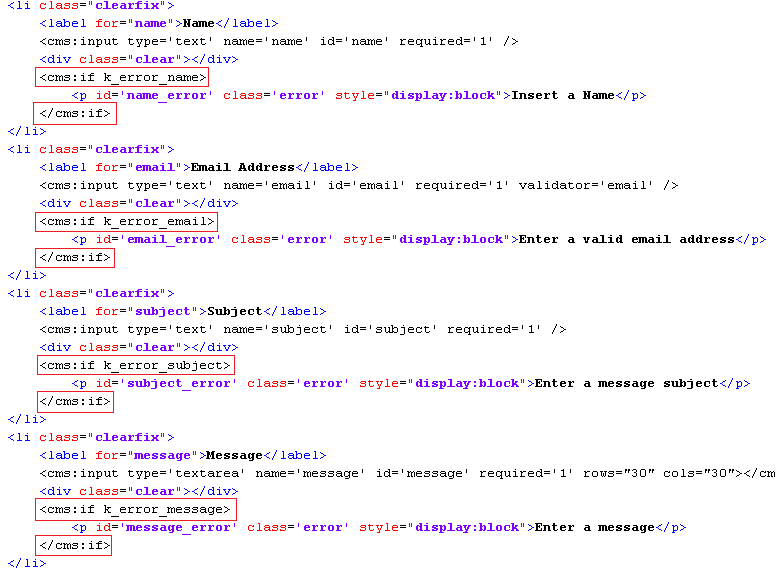 <li class="clearfix">
<label for="name">Name</label>
<cms:input type='text' name='name' id='name' required='1' />
<div class="clear"></div>
<cms:if k_error_name>
<p id='name_error' class='error' style="display:block">Insert a Name</p>
</cms:if>
</li>
<li class="clearfix">
<label for="email">Email Address</label>
<cms:input type='text' name='email' id='email' required='1' validator='email' />
<div class="clear"></div>
<cms:if k_error_email>
<p id='email_error' class='error' style="display:block">Enter a valid email address</p>
</cms:if>
</li>
<li class="clearfix">
<label for="subject">Subject</label>
<cms:input type='text' name='subject' id='subject' required='1' />
<div class="clear"></div>
<cms:if k_error_subject>
<p id='subject_error' class='error' style="display:block">Enter a message subject</p>
</cms:if>
</li>
<li class="clearfix">
<label for="message">Message</label>
<cms:input type='textarea' name='message' id='message' required='1' rows="30" cols="30"></cm
<div class="clear"></div>
<cms:if k_error_message>
<p id='message_error' class='error' style="display:block">Enter a message</p>
</cms:if>
</li>